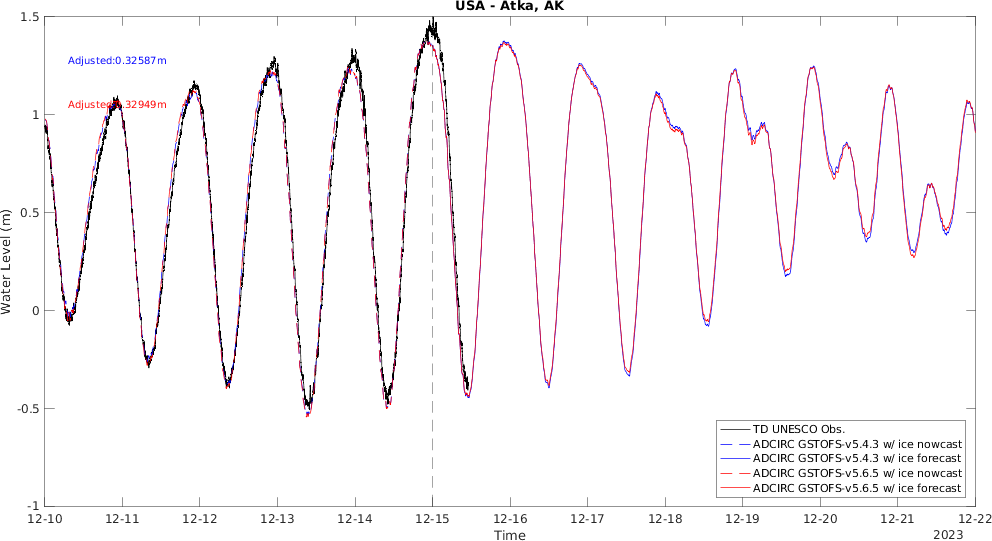 USA - Atka, AK
1.5
Adjusted:0.32587m
Adjusted:0.32949m
1
0.5
Water Level (m)
0
-0.5
TD UNESCO Obs.
ADCIRC GSTOFS-v5.4.3 w/ ice nowcast
ADCIRC GSTOFS-v5.4.3 w/ ice forecast
ADCIRC GSTOFS-v5.6.5 w/ ice nowcast
ADCIRC GSTOFS-v5.6.5 w/ ice forecast
-1
12-10 12-11 12-12 12-13 12-14 12-15 12-16 12-17 12-18 12-19 12-20 12-21 12-22
Time
2023